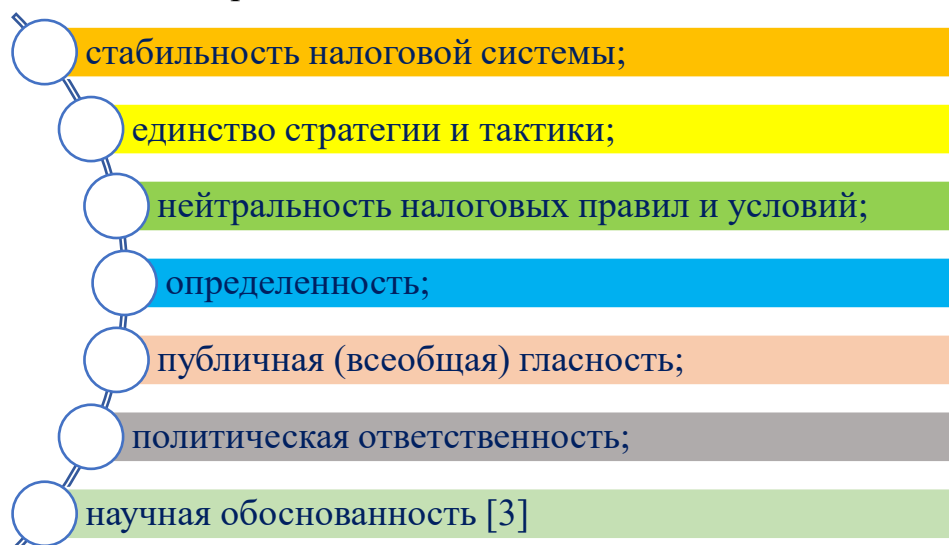 стабильность налоговой системы;
единство стратегии и тактики;
нейтральность налоговых правил и условий;
определенность;
публичная (всеобщая) гласность;
политическая ответственность;
научная обоснованность [3]